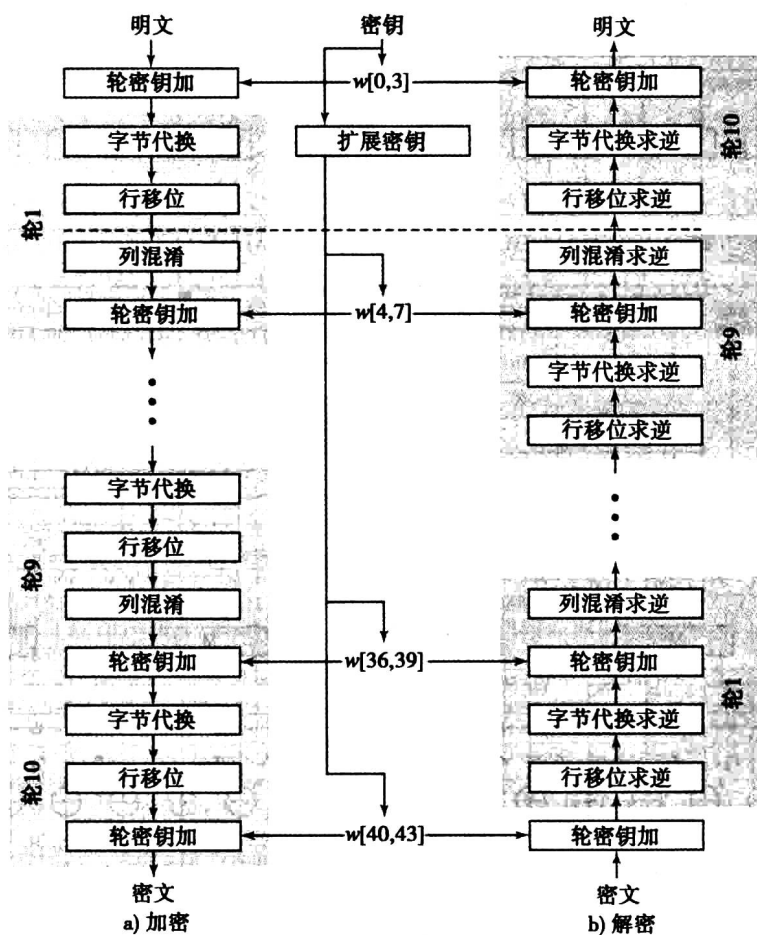 明文
轮密钥加
轮1
字节代换
行移位
列混淆
轮密钥加
轮9
字节代换
行移位
列混淆
轮密钥加
轮10
字节代换
行移位
轮密钥加
密文
a) 加密
密钥
w[0,3]
扩展密钥
w[4,7]
w[36,39]
w[40,43]
明文
轮密钥加
字节代换求逆
行移位求逆
轮10
列混淆求逆
轮密钥加
字节代换求逆
行移位求逆
轮9
列混淆求逆
轮密钥加
字节代换求逆
行移位求逆
轮1
轮密钥加
密文
b) 解密